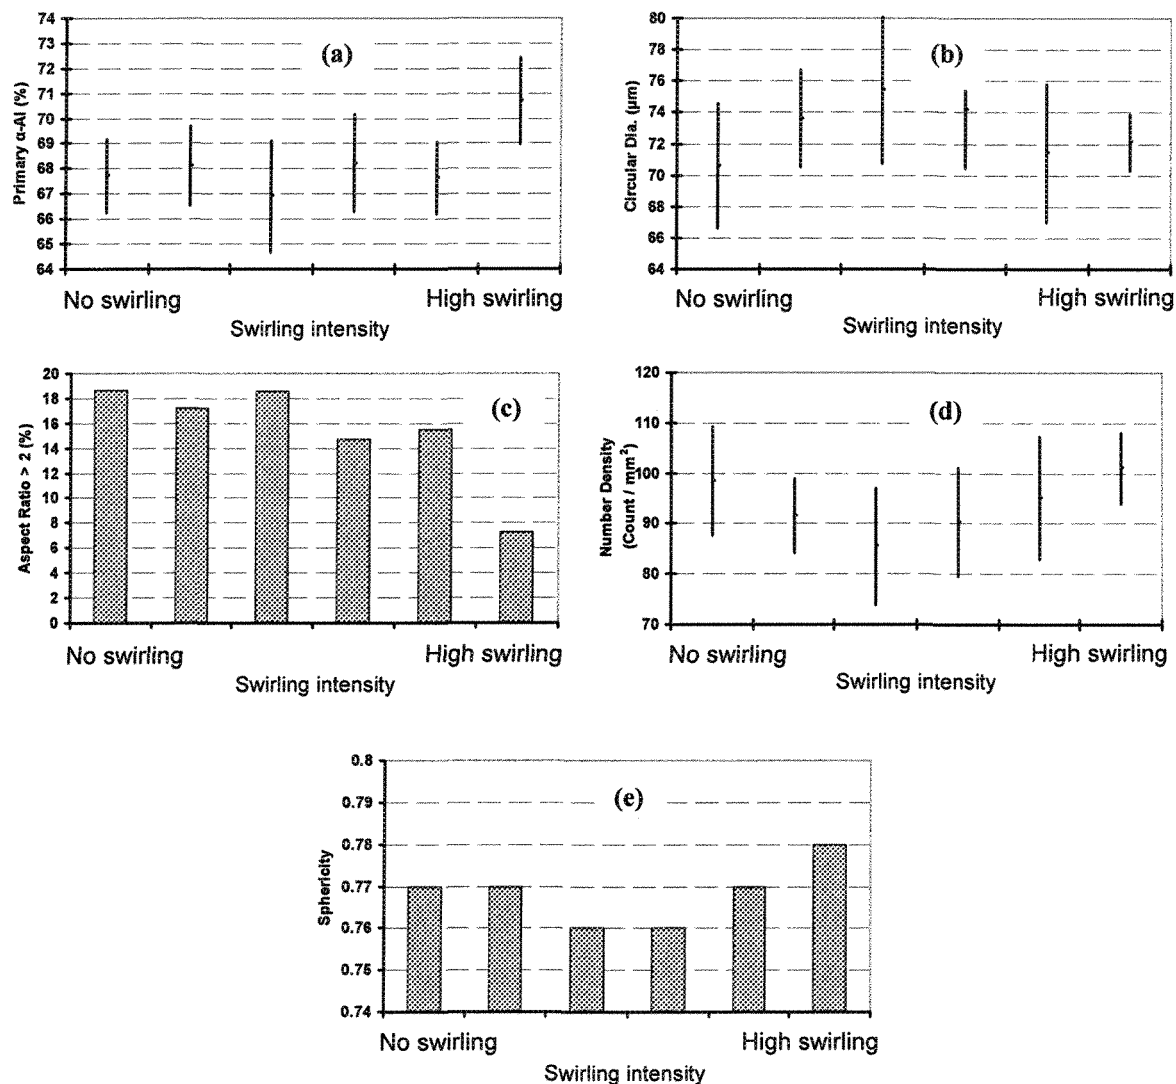 74
73
72
71
70
69
68
67
66
65
64
Primary α-Al (%)
(a)
No swirling
High swirling
Swirling intensity
80
78
76
74
72
70
68
66
64
Circular Dia. (μm)
(b)
No swirling
High swirling
Swirling intensity
20
18
16
14
12
10
8
6
4
2
0
Aspect Ratio > 2 (%)
(c)
No swirling
High swirling
Swirling intensity
120
110
100
90
80
70
Number Density
(Count / mm²)
(d)
No swirling
High swirling
Swirling intensity
0.8
0.79
0.78
0.77
0.76
0.75
0.74
Sphericity
(e)
No swirling
High swirling
Swirling intensity